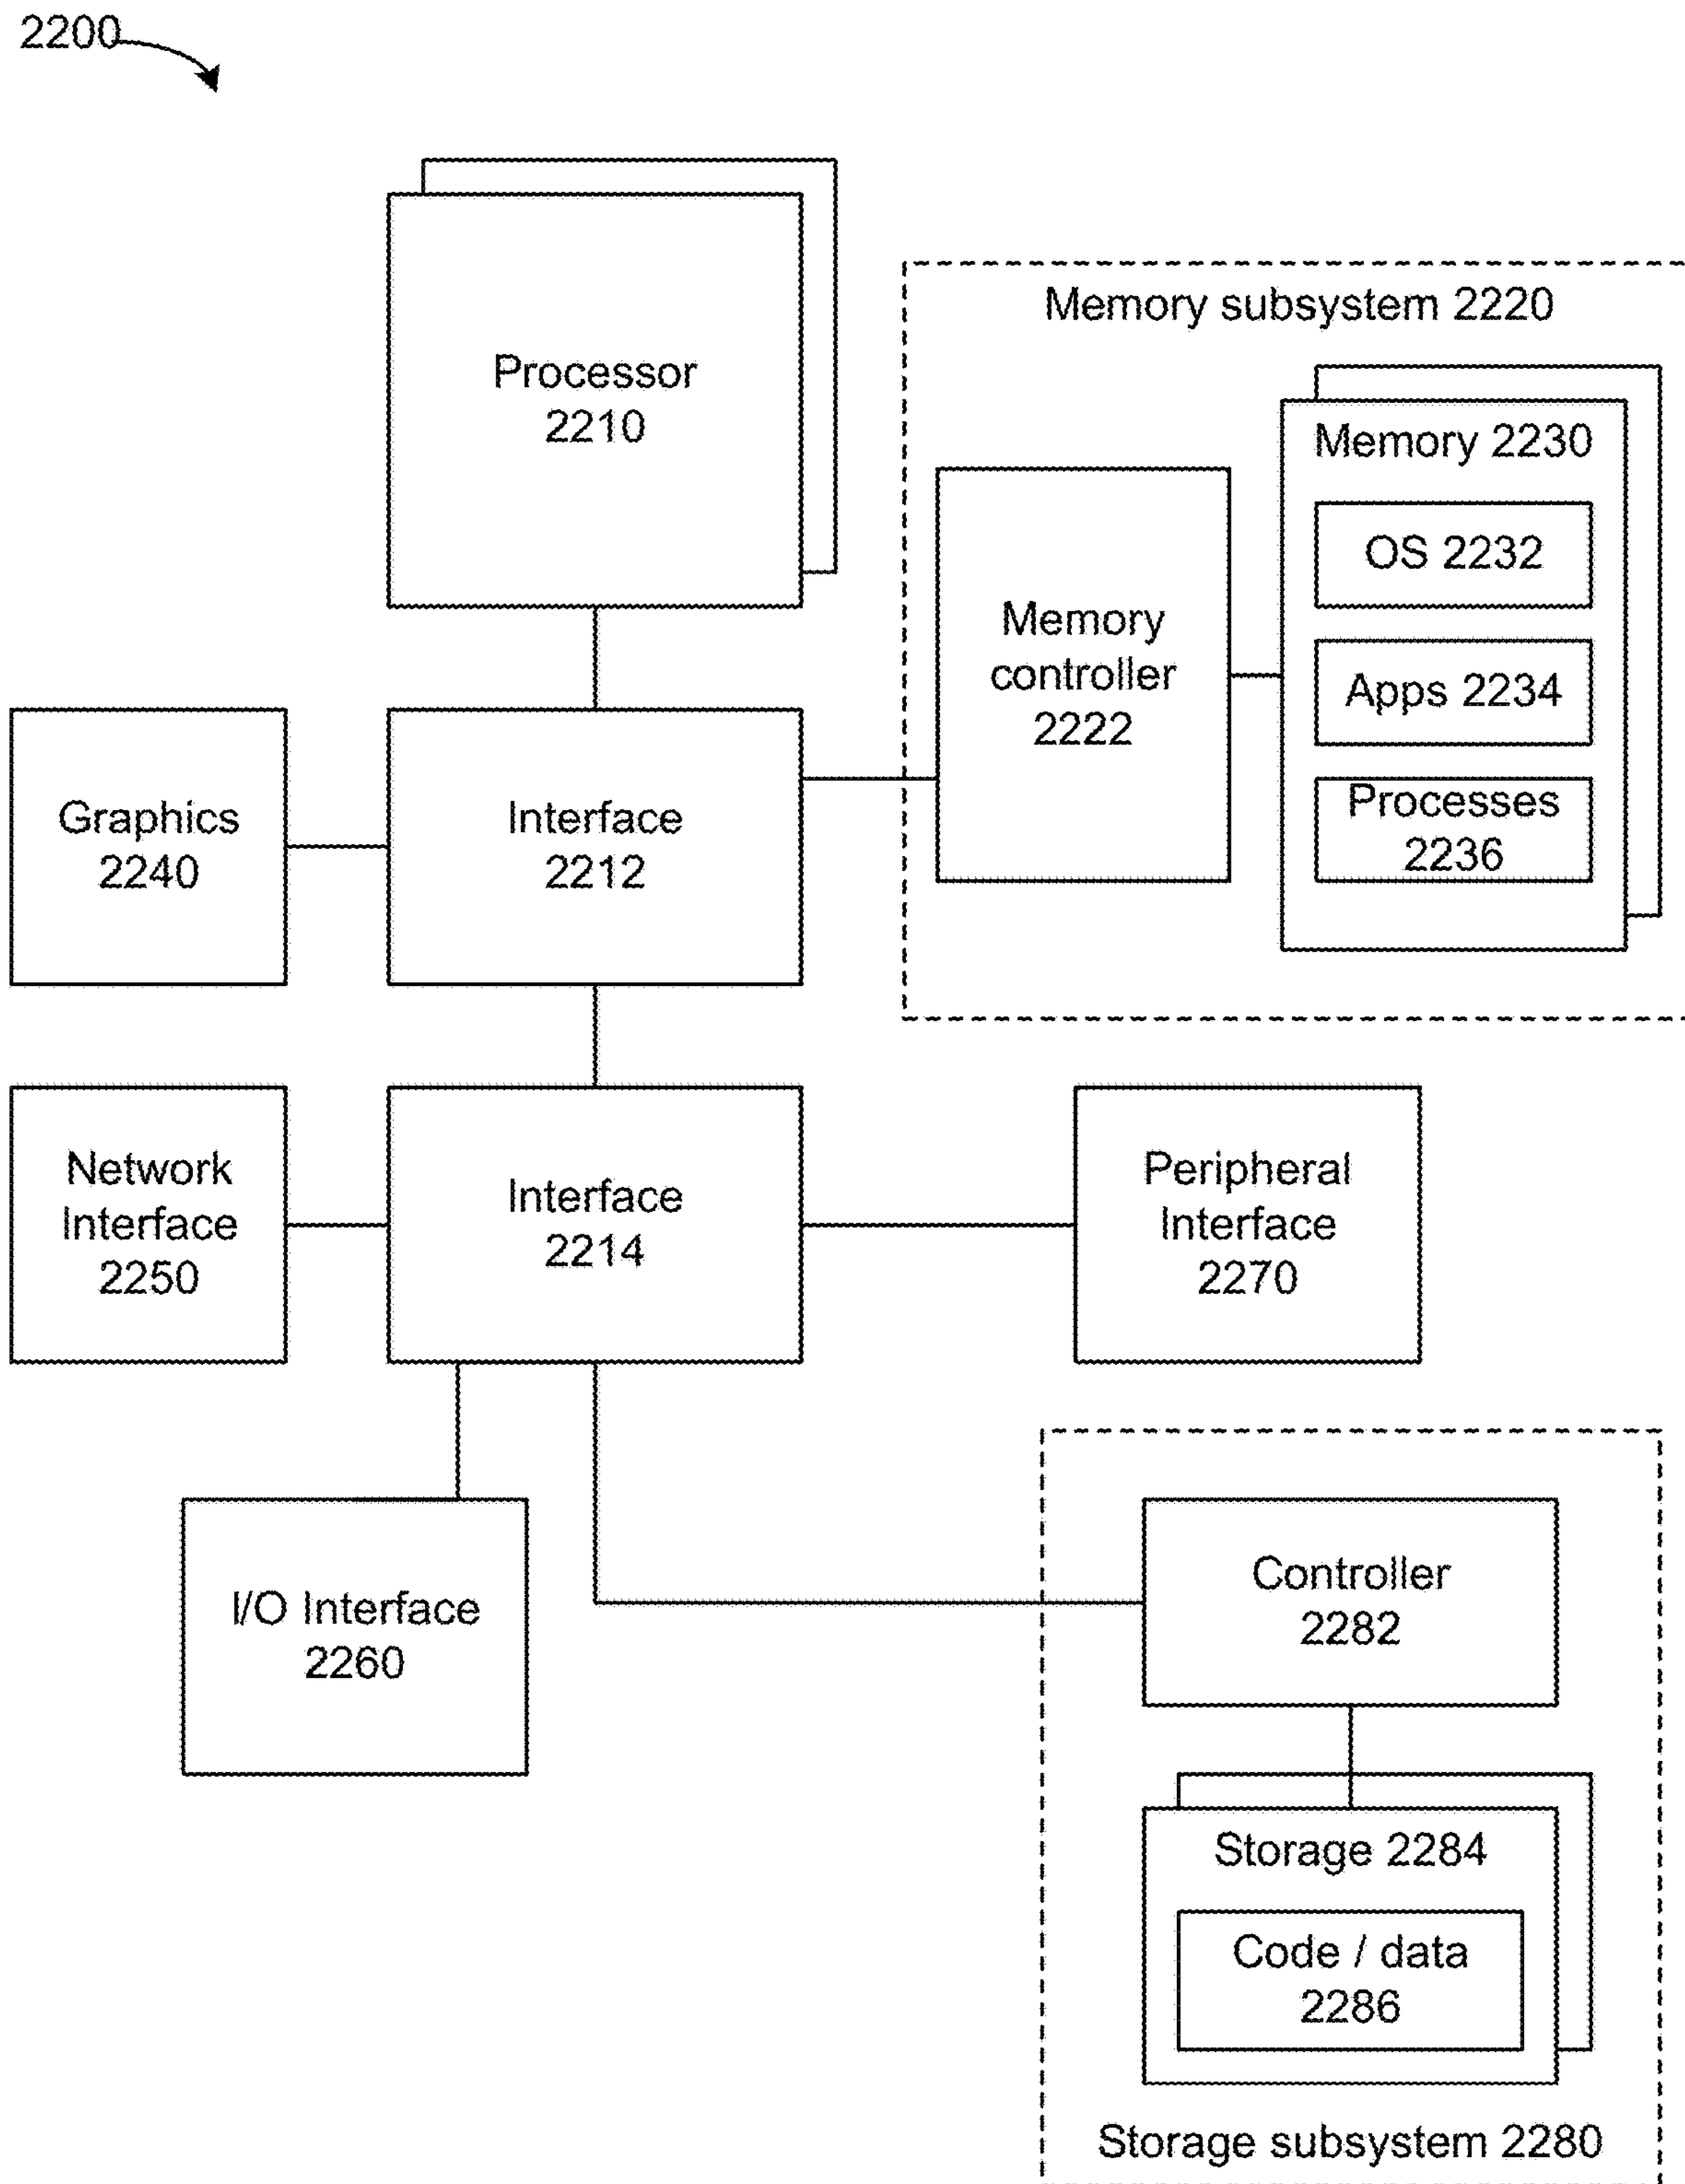 2200
Processor
2210
Memory subsystem 2220
Memory 2230
OS 2232
Apps 2234
Processes
2236
Memory
controller
2222
Graphics
2240
Interface
2212
Network
Interface
2250
Interface
2214
Peripheral
Interface
2270
I/O Interface
2260
Controller
2282
Storage 2284
Code / data
2286
Storage subsystem 2280